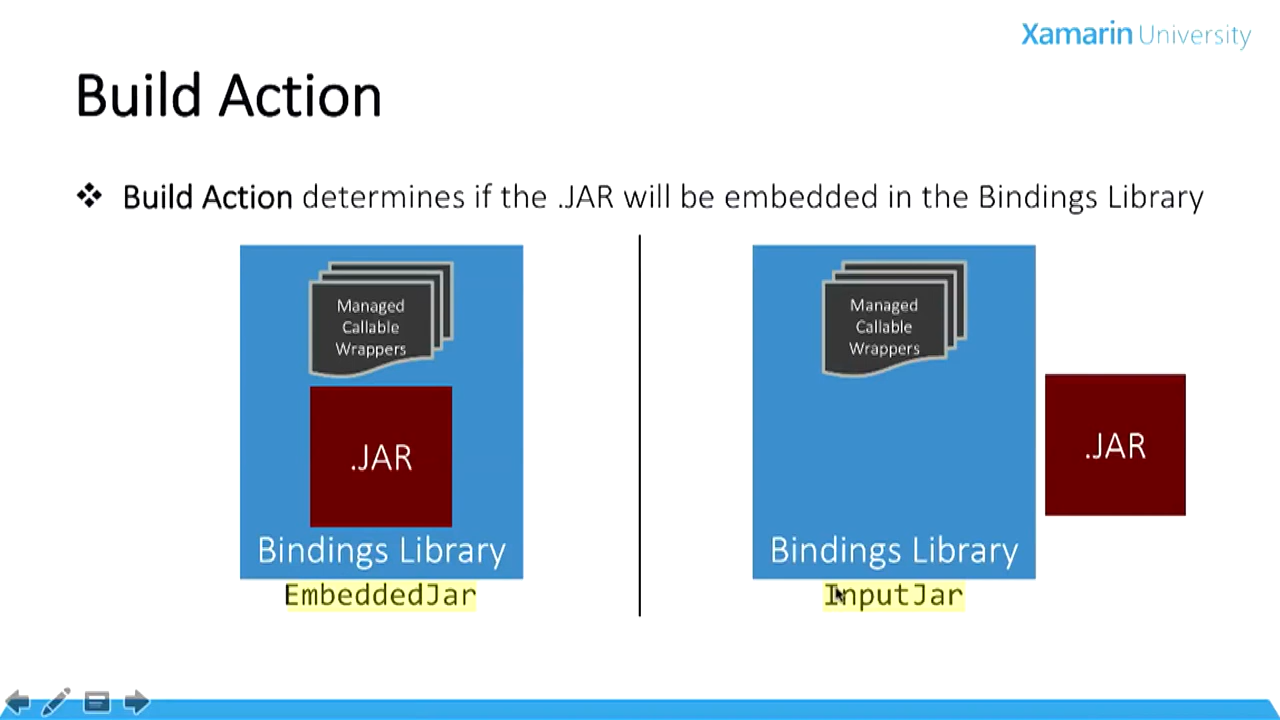 Xamarin University
Build Action
❖ Build Action determines if the .JAR will be embedded in the Bindings Library
Managed
Callable
Wrappers
.JAR
Bindings Library
EmbeddedJar
Managed
Callable
Wrappers
.JAR
Bindings Library
InputJar